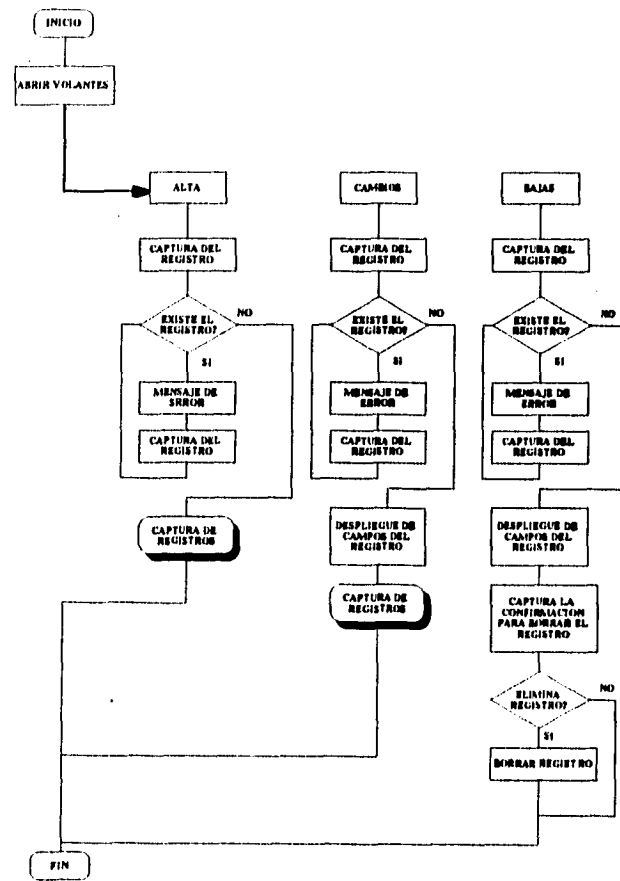 INICIO
ABRIR VOLANTES
ALTA
CAPTURA DEL
REGISTRO
EXISTE EL
REGISTRO?
NO
SI
MENSAJE DE
ERROR
CAPTURA DEL
REGISTRO
CAPTURA DE
REGISTROS
CAMBIOS
CAPTURA DEL
REGISTRO
EXISTE EL
REGISTRO?
NO
SI
MENSAJE DE
ERROR
CAPTURA DEL
REGISTRO
DESPLIEGUE DE
CAMPOS DEL
REGISTRO
CAPTURA DE
REGISTROS
BAJAS
CAPTURA DEL
REGISTRO
EXISTE EL
REGISTRO?
NO
SI
MENSAJE DE
ERROR
CAPTURA DEL
REGISTRO
DESPLIEGUE DE
CAMPOS DEL
REGISTRO
CAPTURA LA
CONFIRMACION
PARA BORRAR EL
REGISTRO
ELIMINA
REGISTRO?
NO
SI
BORRAR REGISTRO
FIN